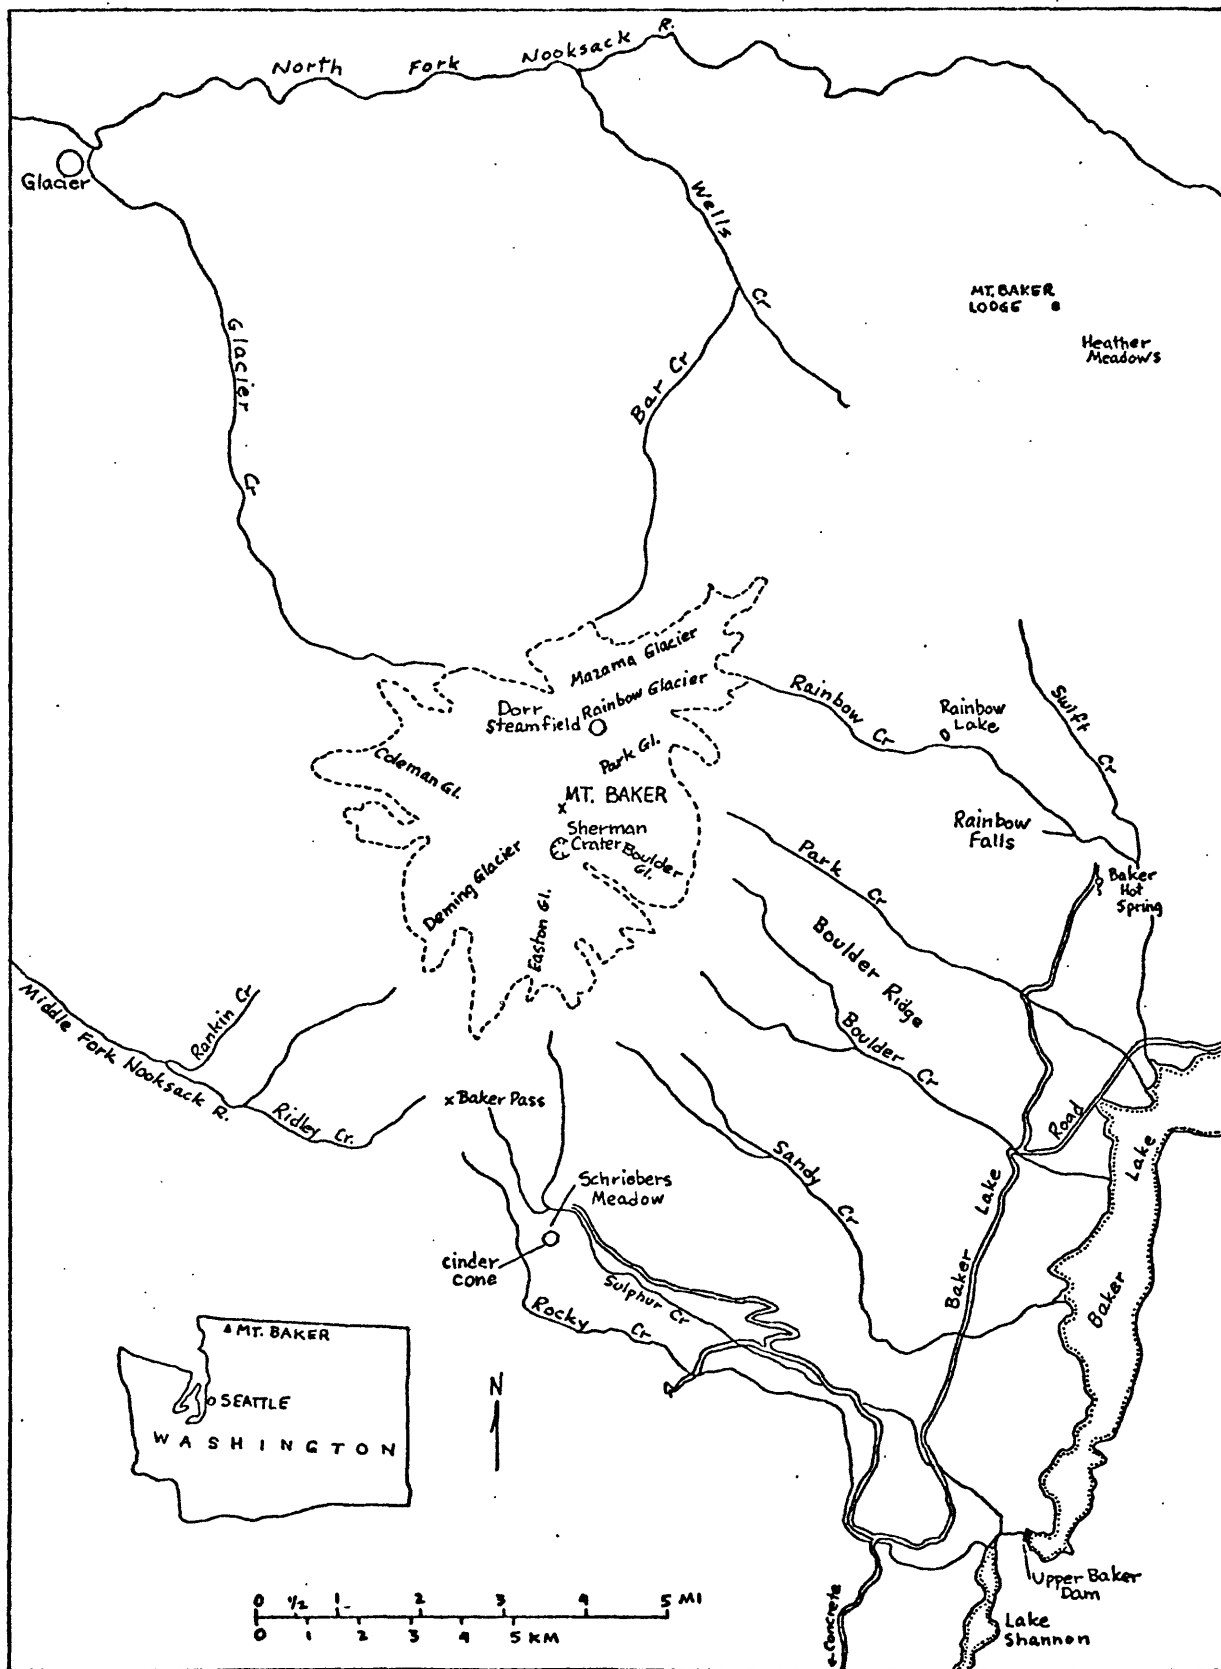 North Fork Nooksack R.
Glacier
Wells Cr
MT. BAKER
LODGE
Heather
Meadows
Glacier Cr
Bar Cr
Mazama Glacier
Rainbow Glacier
Dorr
Steamfield
Rainbow Cr
Rainbow
Lake
Swift Cr
Coleman Gl.
Park Gl.
MT. BAKER
x
Sherman
Crater
Boulder
Gl.
Deming Glacier
Easton Gl.
Rainbow
Falls
Park Cr
Baker
Hot
Spring
Boulder Ridge
Boulder Cr
Middle Fork Nooksack R.
Rankin Cr
Ridley Cr.
x Baker Pass
Sandy Cr
Road
Baker Lake
Baker Lake
Schriebers
Meadow
cinder
cone
Sulphur Cr
Rocky Cr
MT. BAKER
SEATTLE
WASHINGTON
N
Upper Baker
Dam
Lake
Shannon
Concrete
0 1/2 1 2 3 4 5 MI
0 1 2 3 4 5 KM